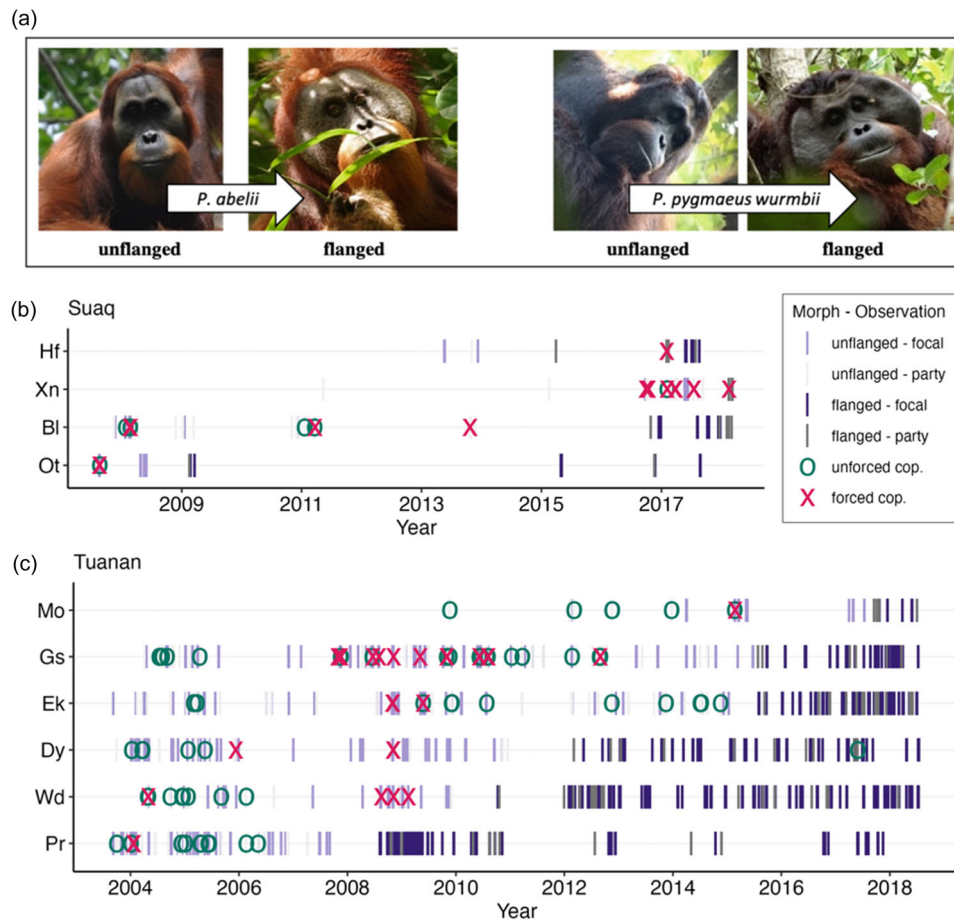 (a)
P. abelii
P. pygmaeus wurmbii
unflanged
flanged
unflanged
flanged
(b)
Suaq
Hf
Xn
Bl
Ot
2009
2011
2013
2015
2017
Year
Morph - Observation
unflanged - focal
unflanged - party
flanged - focal
flanged - party
unforced cop.
forced cop.
(c)
Tuanan
Mo
Gs
Ek
Dy
Wd
Pr
2004
2006
2008
2010
2012
2014
2016
2018
Year